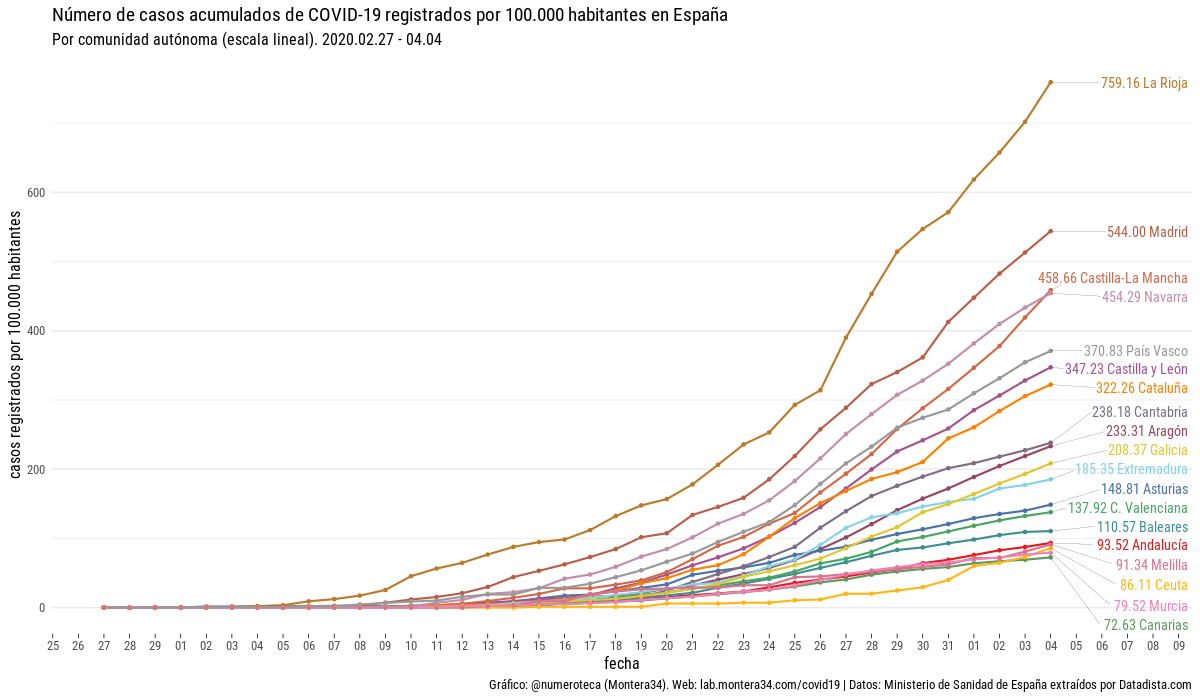 Número de casos acumulados de COVID-19 registrados por 100.000 habitantes en España
Por comunidad autónoma (escala lineal). 2020.02.27 - 04.04
casos registrados por 100.000 habitantes
600
400
200
0
759.16 La Rioja
544.00 Madrid
458.66 Castilla-La Mancha
454.29 Navarra
370.83 País Vasco
347.23 Castilla y León
322.26 Cataluña
238.18 Cantabria
233.31 Aragón
208.37 Galicia
185.35 Extremadura
148.81 Asturias
137.92 C. Valenciana
110.57 Baleares
93.52 Andalucía
91.34 Melilla
86.11 Ceuta
79.52 Murcia
72.63 Canarias
25 26 27 28 29 01 02 03 04 05 06 07 08 09 10 11 12 13 14 15 16 17 18 19 20 21 22 23 24 25 26 27 28 29 30 31 01 02 03 04 05 06 07 08 09
fecha
Gráfico: @numeroteca (Montera34). Web: lab.montera34.com/covid19 | Datos: Ministerio de Sanidad de España extraídos por Datadista.com